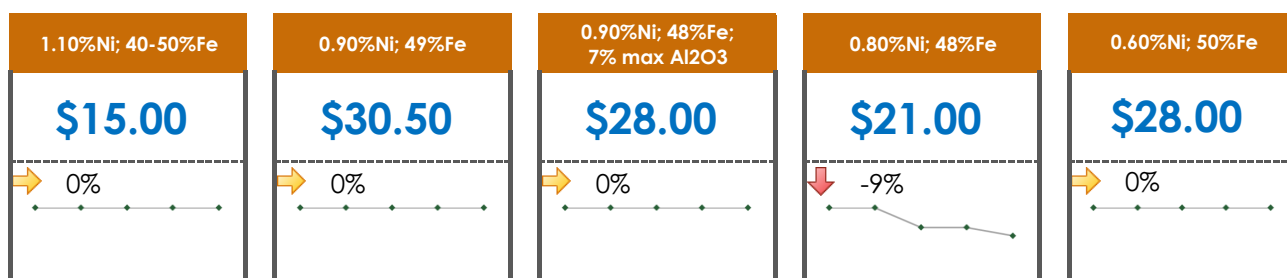 1.10%Ni; 40-50%Fe
$15.00
0%
0.90%Ni; 49%Fe
$30.50
0%
0.90%Ni; 48%Fe;
7% max Al2O3
$28.00
0%
0.80%Ni; 48%Fe
$21.00
-9%
0.60%Ni; 50%Fe
$28.00
0%